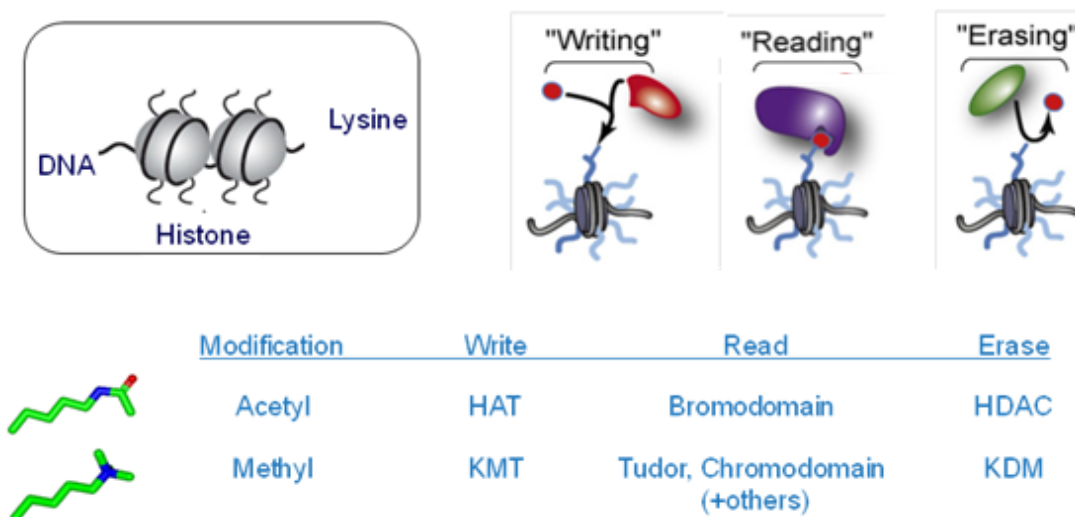 "Writing" "Reading" "Erasing"
Lysine
DNA
Histone
Modification Write Read Erase
Acetyl HAT Bromodomain HDAC
Methyl KMT Tudor, Chromodomain KDM
(+others)